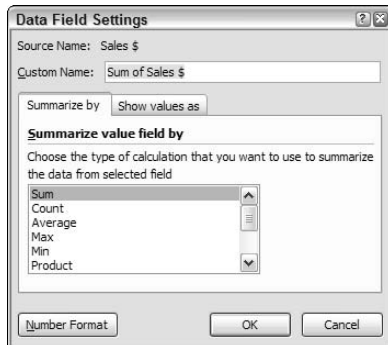 Data Field Settings
Source Name: Sales $
Custom Name: Sum of Sales $
Summarize by Show values as
Summarize value field by
Choose the type of calculation that you want to use to summarize
the data from selected field
Sum
Count
Average
Max
Min
Product
Number Format OK Cancel